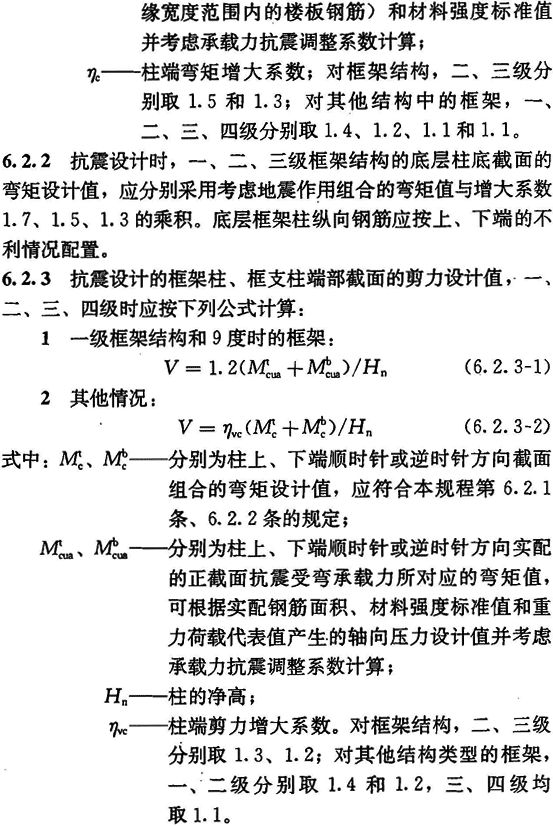 缘宽度范围内的楼板钢筋）和材料强度标准值
并考虑承载力抗震调整系数计算；
ηc——柱端弯矩增大系数；对框架结构，二、三级分
别取 1.5 和 1.3；对其他结构中的框架，一、
二、三、四级分别取 1.4、1.2、1.1 和 1.1。
6.2.2 抗震设计时，一、二、三级框架结构的底层柱底截面的
弯矩设计值，应分别采用考虑地震作用组合的弯矩值与增大系数
1.7、1.5、1.3 的乘积。底层框架柱纵向钢筋应按上、下端的不
利情况配置。
6.2.3 抗震设计的框架柱、框支柱端部截面的剪力设计值，一、
二、三、四级时应按下列公式计算：
1 一级框架结构和 9 度时的框架：
V = 1.2(M^t_cua + M^b_cua)/Hn (6.2.3-1)
2 其他情况：
V = ηvc(M^t_c + M^b_c)/Hn (6.2.3-2)
式中：M^t_c、M^b_c——分别为柱上、下端顺时针或逆时针方向截面
组合的弯矩设计值，应符合本规程第 6.2.1
条、6.2.2 条的规定；
M^t_cua、M^b_cua——分别为柱上、下端顺时针或逆时针方向实配
的正截面抗震受弯承载力所对应的弯矩值，
可根据实配钢筋面积、材料强度标准值和重
力荷载代表值产生的轴向压力设计值并考虑
承载力抗震调整系数计算；
Hn——柱的净高；
ηvc——柱端剪力增大系数。对框架结构，二、三级
分别取 1.3、1.2；对其他结构类型的框架，
一、二级分别取 1.4 和 1.2，三、四级均
取 1.1。